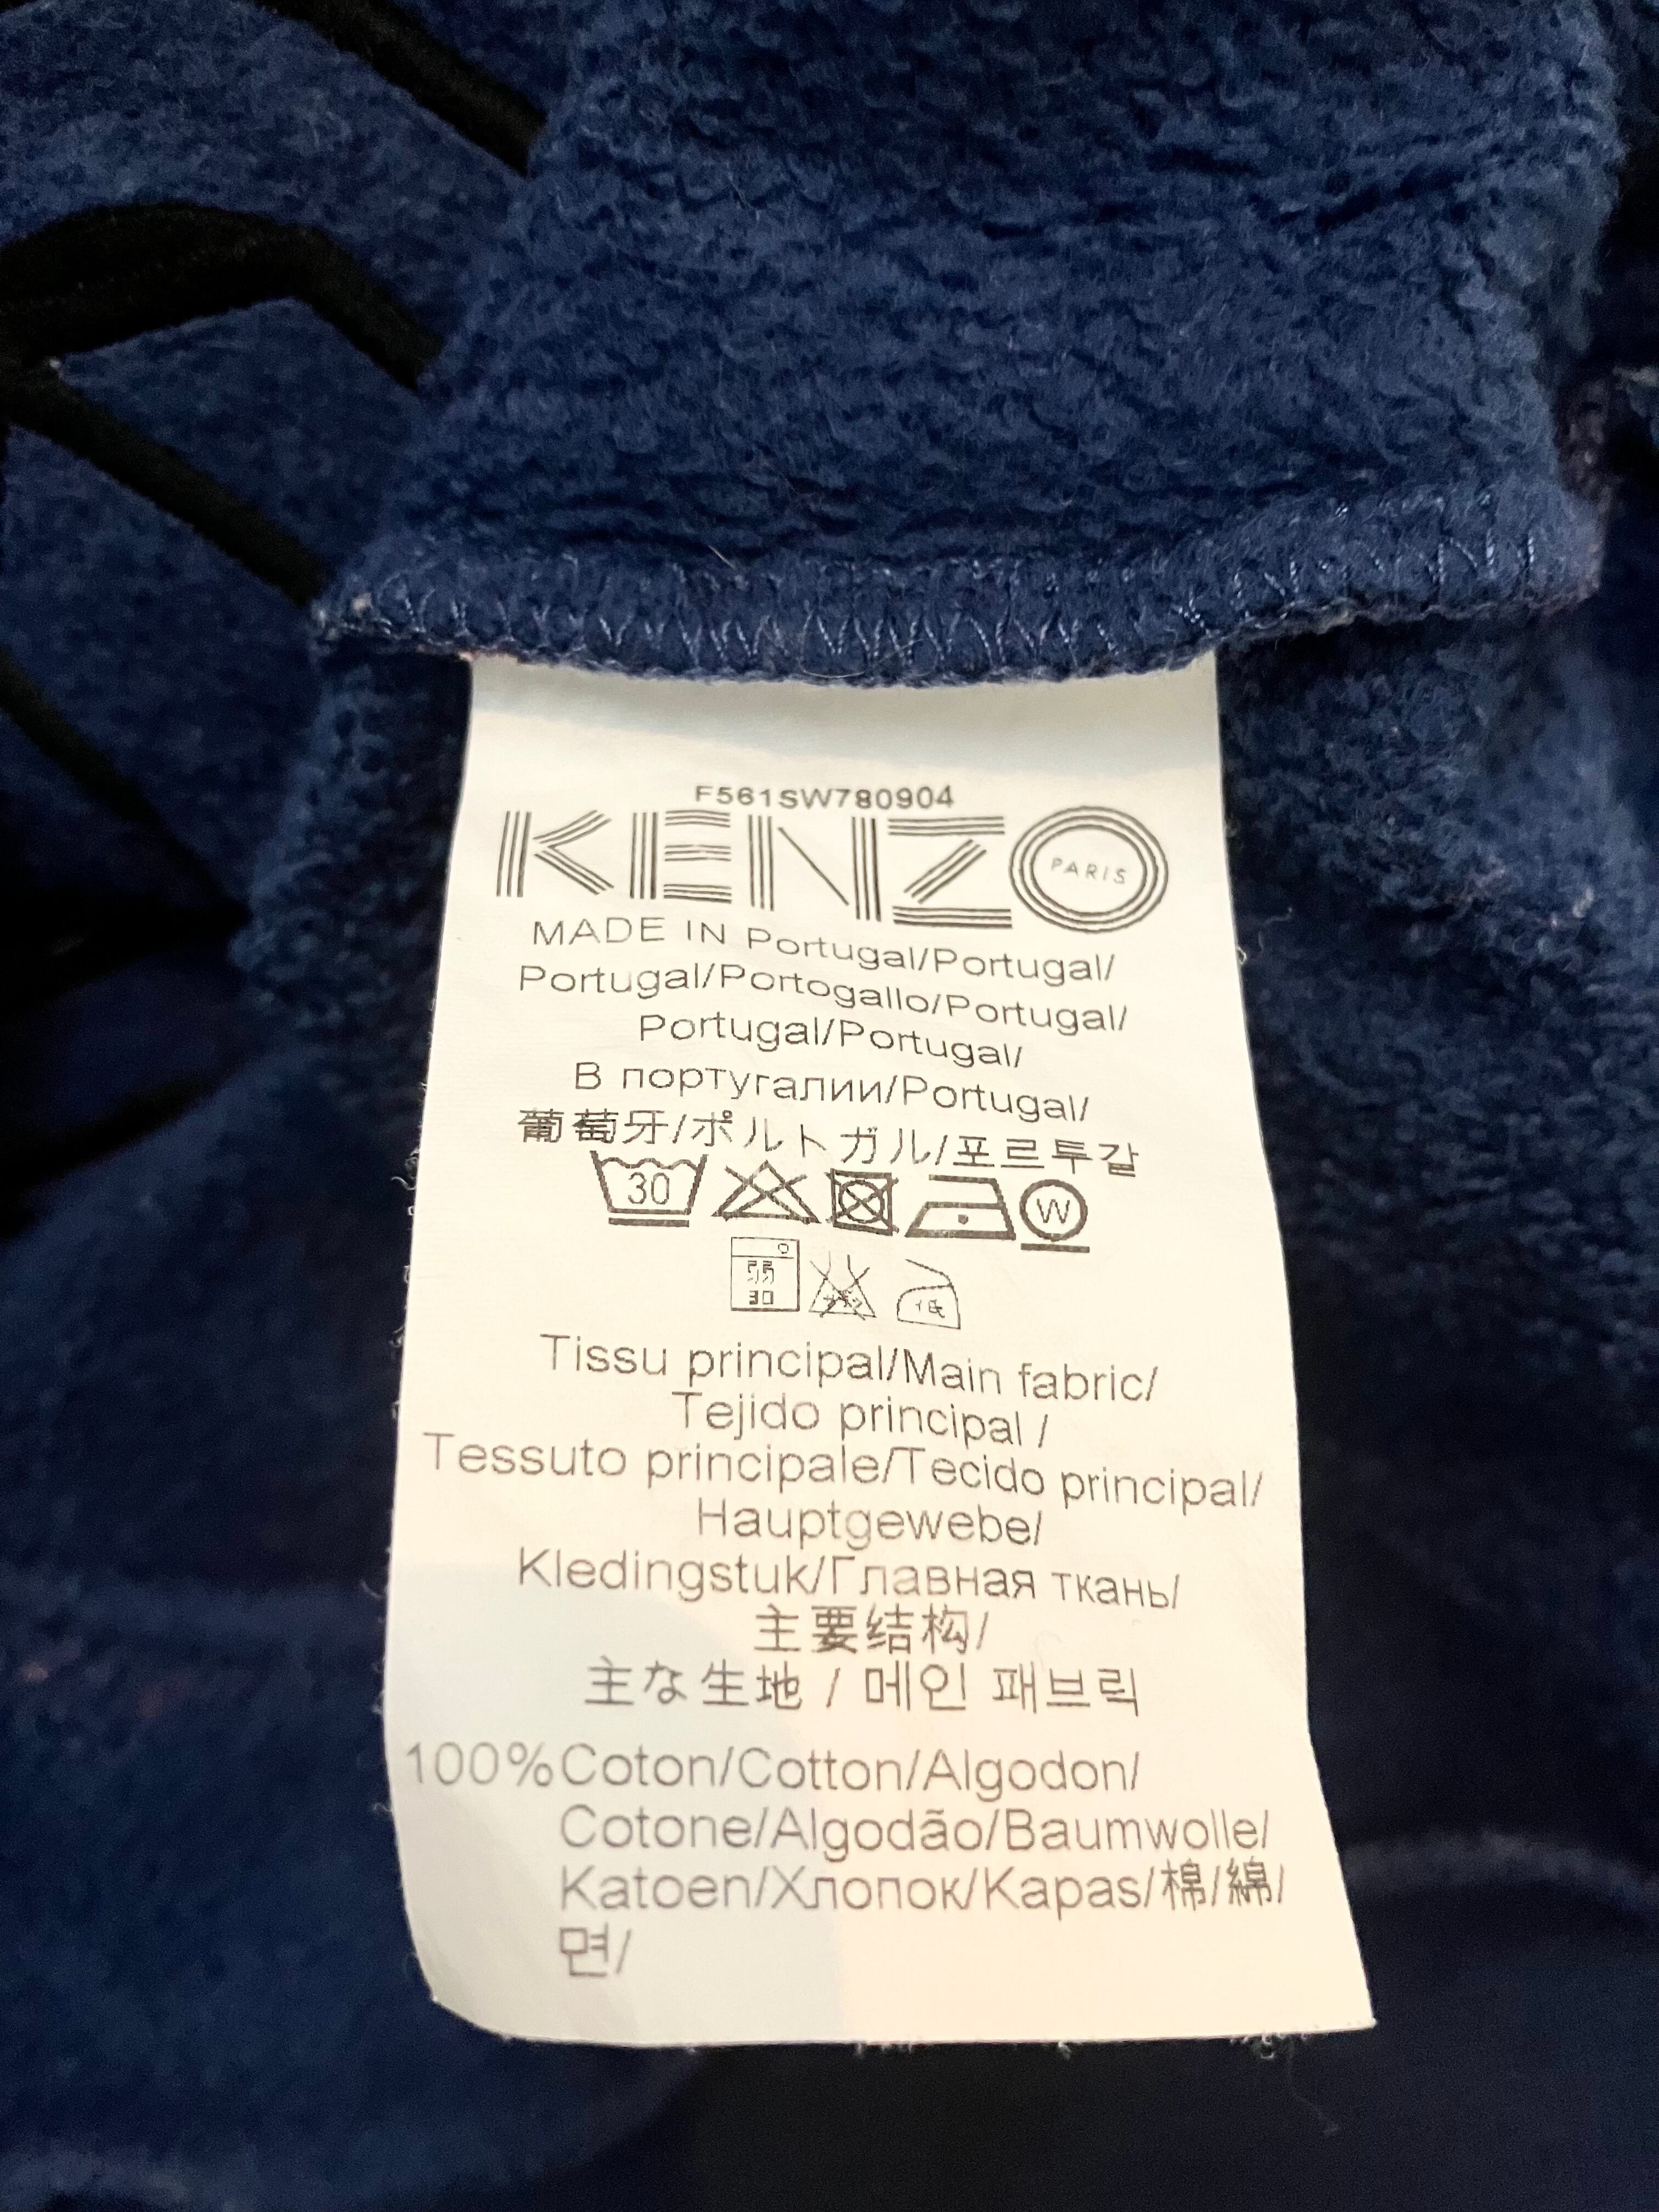 F561SW780904
KENZO PARIS
MADE IN Portugal/Portugal/
Portugal/Portogallo/Portugal/
Portugal/Portugal/
В португалии/Portugal/
葡萄牙/ポルトガル/포르투갈
30 W
弱 30 低
Tissu principal/Main fabric/
Tejido principal /
Tessuto principale/Tecido principal/
Hauptgewebe/
Kledingstuk/Главная ткань/
主要结构/
主な生地 / 메인 패브릭
100%Coton/Cotton/Algodon/
Cotone/Algodão/Baumwolle/
Katoen/Хлопок/Kapas/棉/綿/
면/